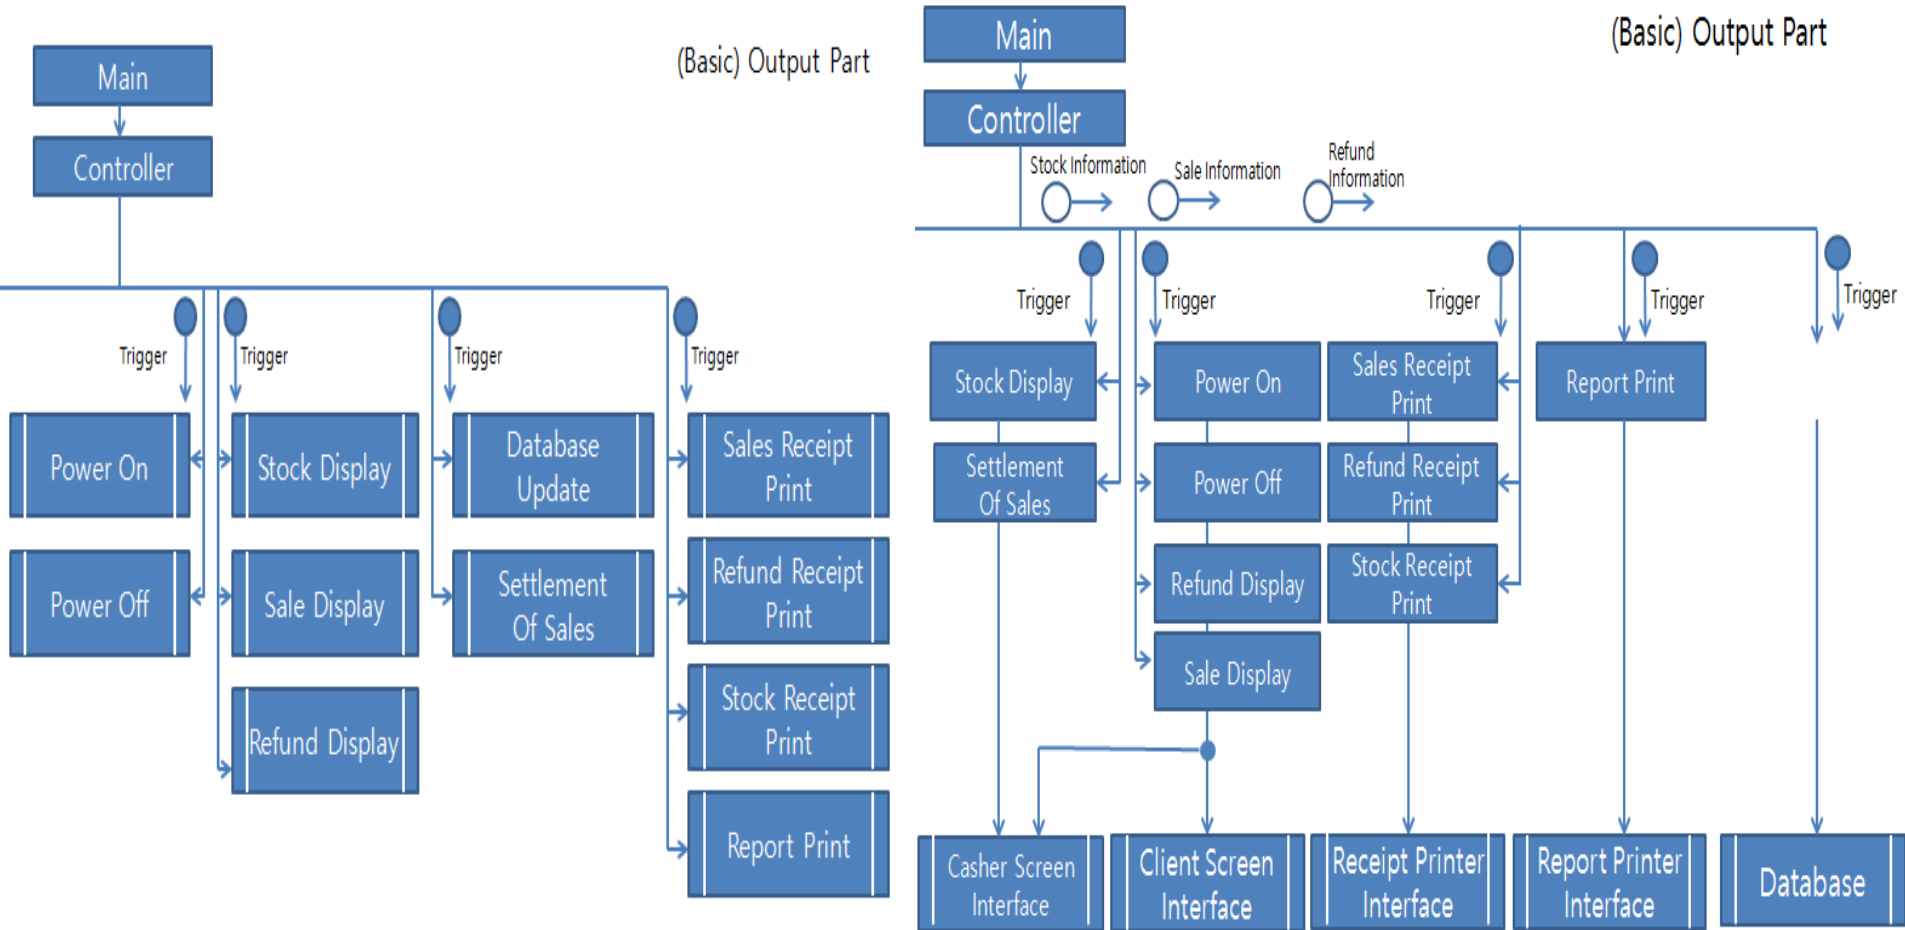 (Basic) Output Part
Main
Controller
Trigger
Trigger
Trigger
Trigger
Power On
Stock Display
Database
Update
Sales Receipt
Print
Power Off
Sale Display
Settlement
Of Sales
Refund Receipt
Print
Refund Display
Stock Receipt
Print
Report Print
(Basic) Output Part
Main
Controller
Stock Information
Sale Information
Refund
Information
Trigger
Trigger
Trigger
Trigger
Trigger
Stock Display
Power On
Sales Receipt
Print
Report Print
Settlement
Of Sales
Power Off
Refund Receipt
Print
Refund Display
Stock Receipt
Print
Sale Display
Casher Screen
Interface
Client Screen
Interface
Receipt Printer
Interface
Report Printer
Interface
Database